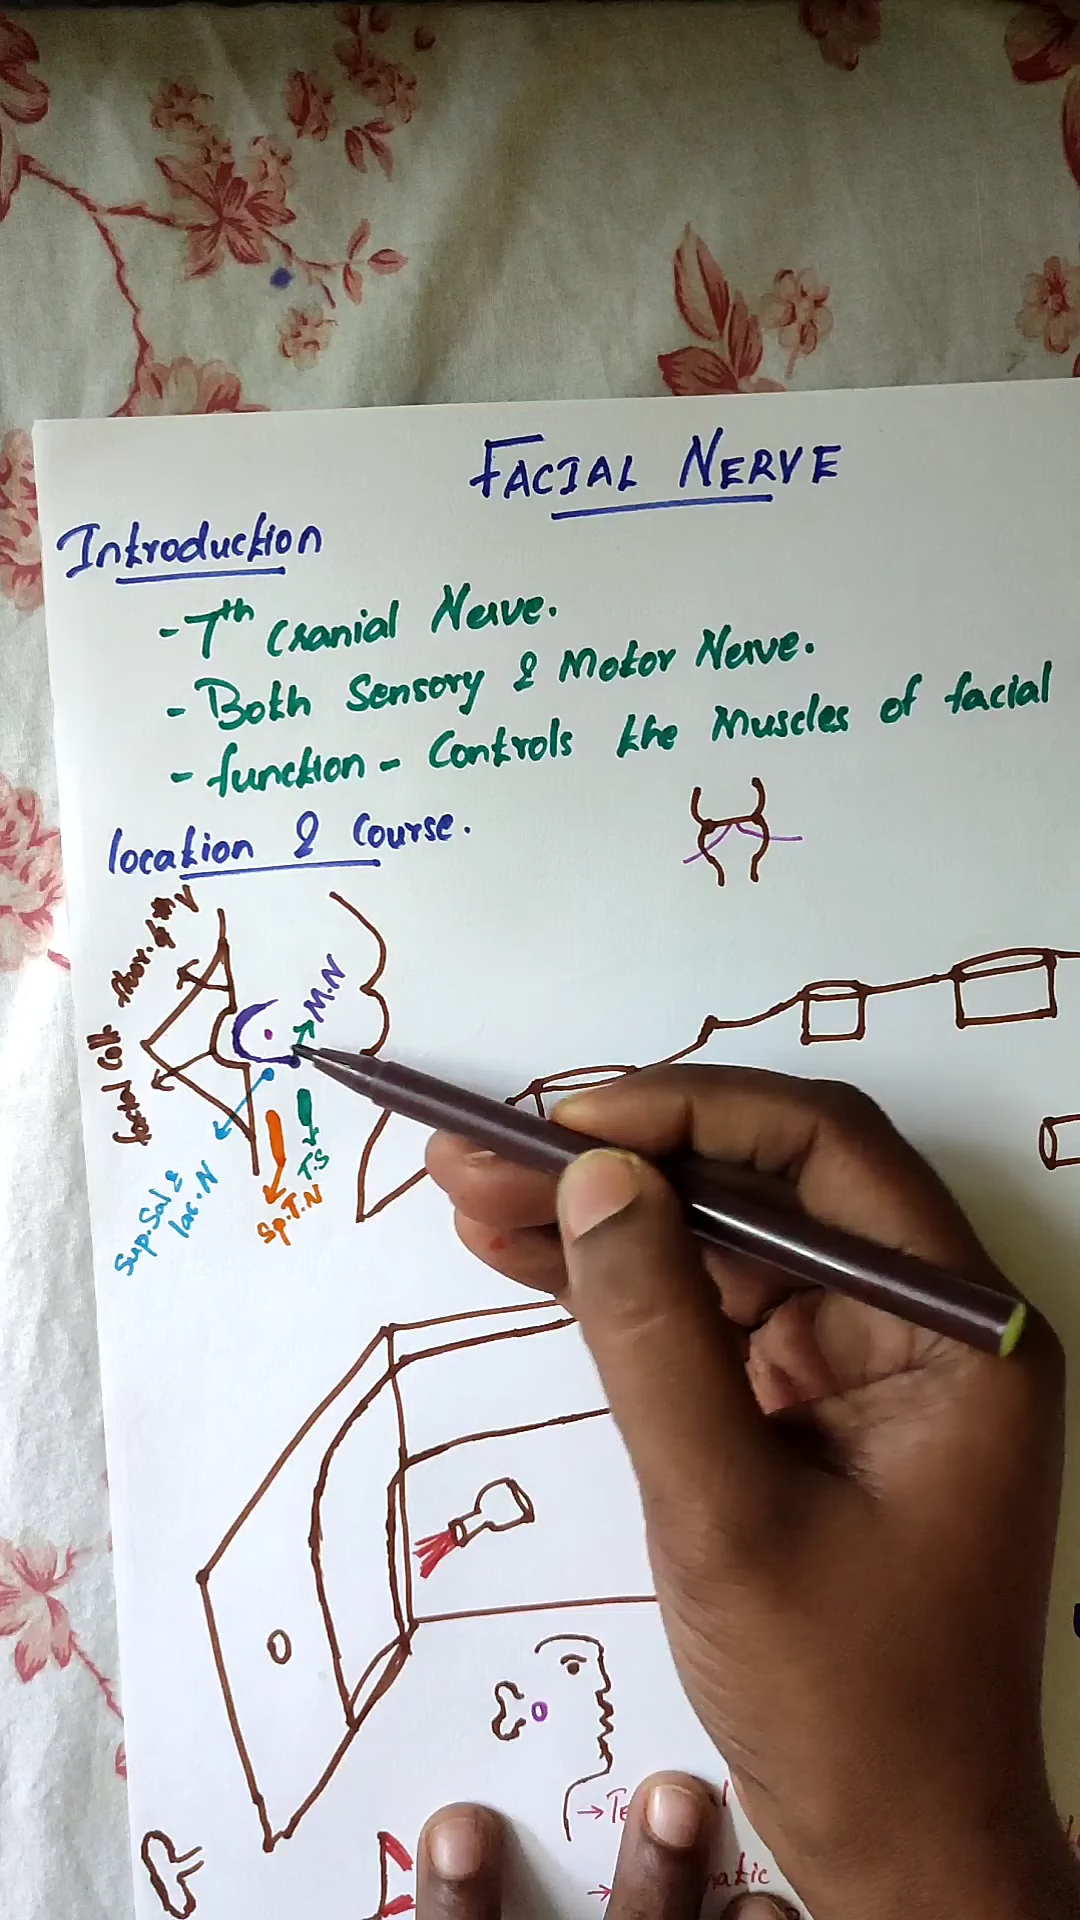 FACIAL NERVE
Introduction
- 7th Cranial Nerve.
- Both Sensory & Motor Nerve.
- function - Controls the Muscles of facial
location & Course.
M.N
facial Coll.
T.S
Sp.T.N
Sup. Sal &
lac. N